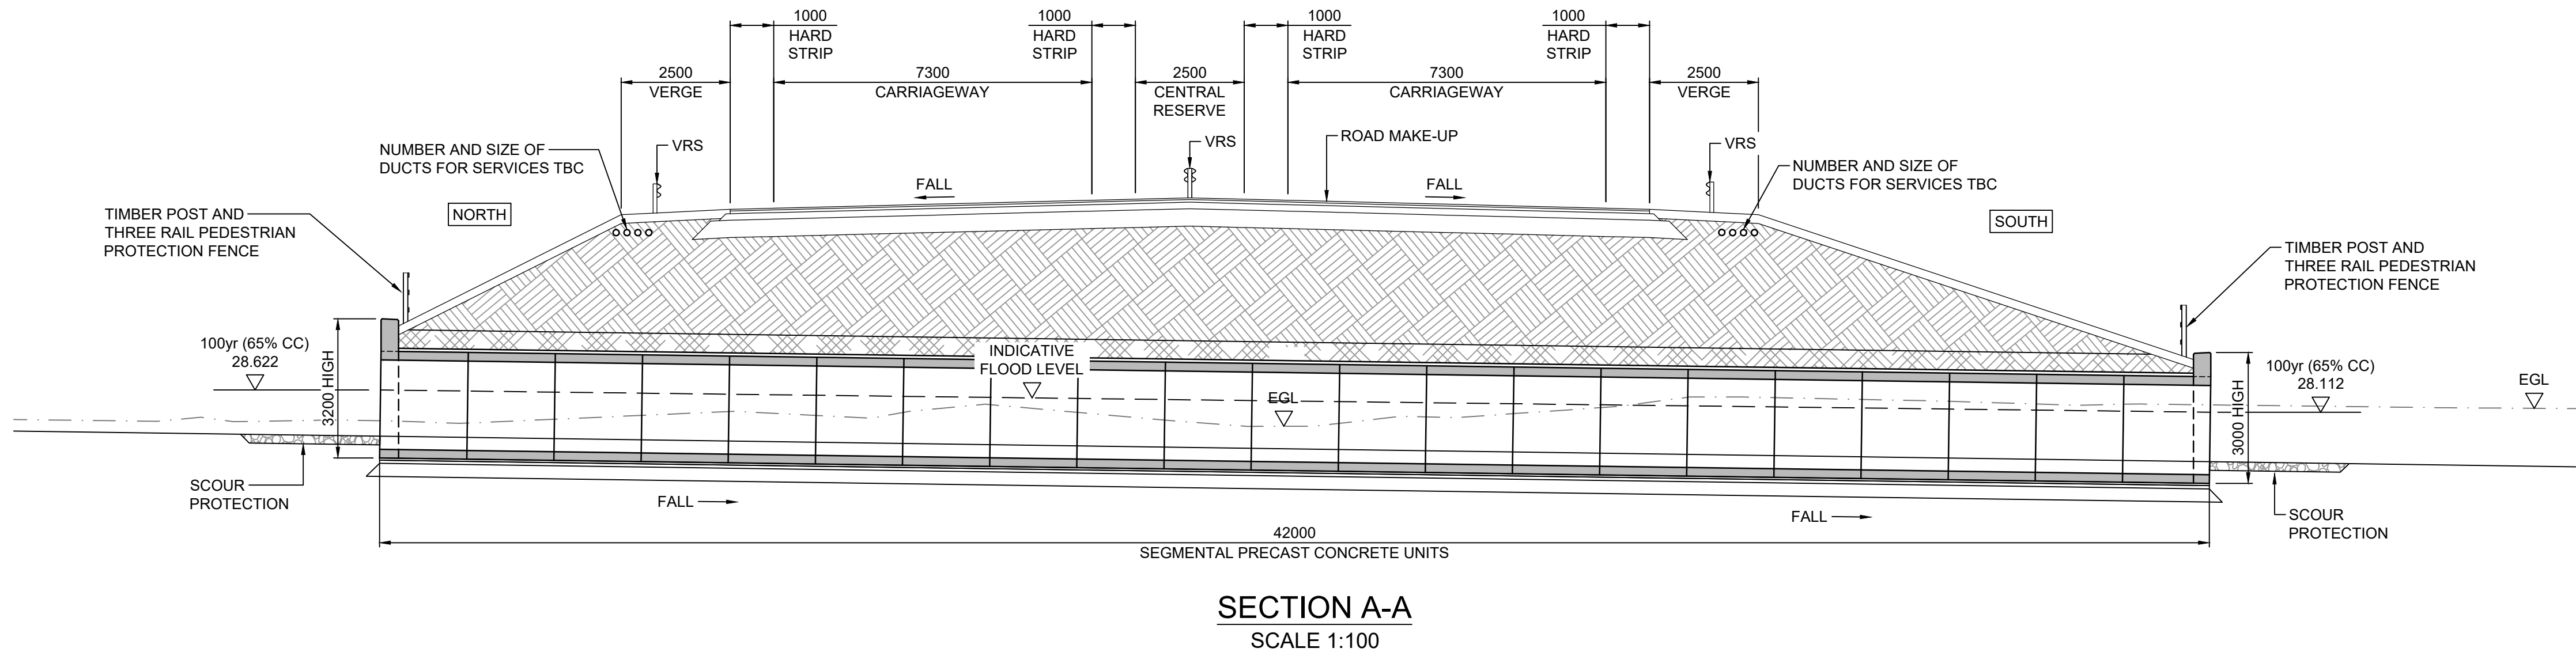 1000
HARD
STRIP
1000
HARD
STRIP
1000
HARD
STRIP
1000
HARD
STRIP
2500
VERGE
7300
CARRIAGEWAY
2500
CENTRAL
RESERVE
7300
CARRIAGEWAY
2500
VERGE
NUMBER AND SIZE OF
DUCTS FOR SERVICES TBC
VRS
VRS
ROAD MAKE-UP
VRS
NUMBER AND SIZE OF
DUCTS FOR SERVICES TBC
FALL
FALL
TIMBER POST AND
THREE RAIL PEDESTRIAN
PROTECTION FENCE
NORTH
SOUTH
TIMBER POST AND
THREE RAIL PEDESTRIAN
PROTECTION FENCE
100yr (65% CC)
28.622
3200 HIGH
INDICATIVE
FLOOD LEVEL
EGL
3000 HIGH
100yr (65% CC)
28.112
EGL
SCOUR
PROTECTION
FALL
FALL
SCOUR
PROTECTION
42000
SEGMENTAL PRECAST CONCRETE UNITS
SECTION A-A
SCALE 1:100